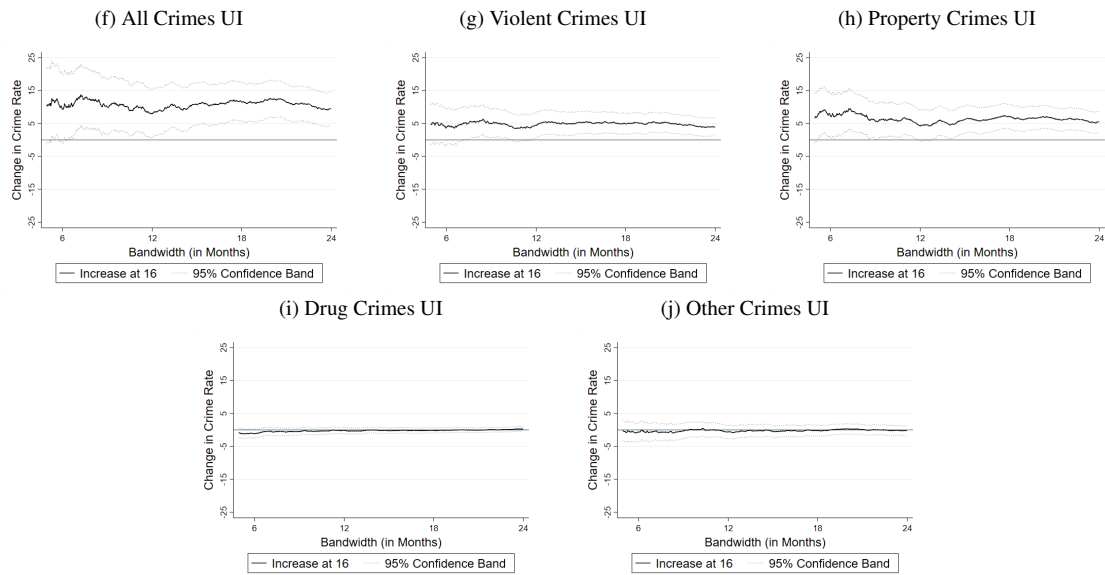 (f) All Crimes UI
(g) Violent Crimes UI
(h) Property Crimes UI
Change in Crime Rate
25
15
5
-5
-15
-25
6
12
18
24
Bandwidth (in Months)
Increase at 16
95% Confidence Band
Change in Crime Rate
25
15
5
-5
-15
-25
6
12
18
24
Bandwidth (in Months)
Increase at 16
95% Confidence Band
Change in Crime Rate
25
15
5
-5
-15
-25
6
12
18
24
Bandwidth (in Months)
Increase at 16
95% Confidence Band
(i) Drug Crimes UI
(j) Other Crimes UI
Change in Crime Rate
25
15
5
-5
-15
-25
6
12
18
24
Bandwidth (in Months)
Increase at 16
95% Confidence Band
Change in Crime Rate
25
15
5
-5
-15
-25
6
12
18
24
Bandwidth (in Months)
Increase at 16
95% Confidence Band